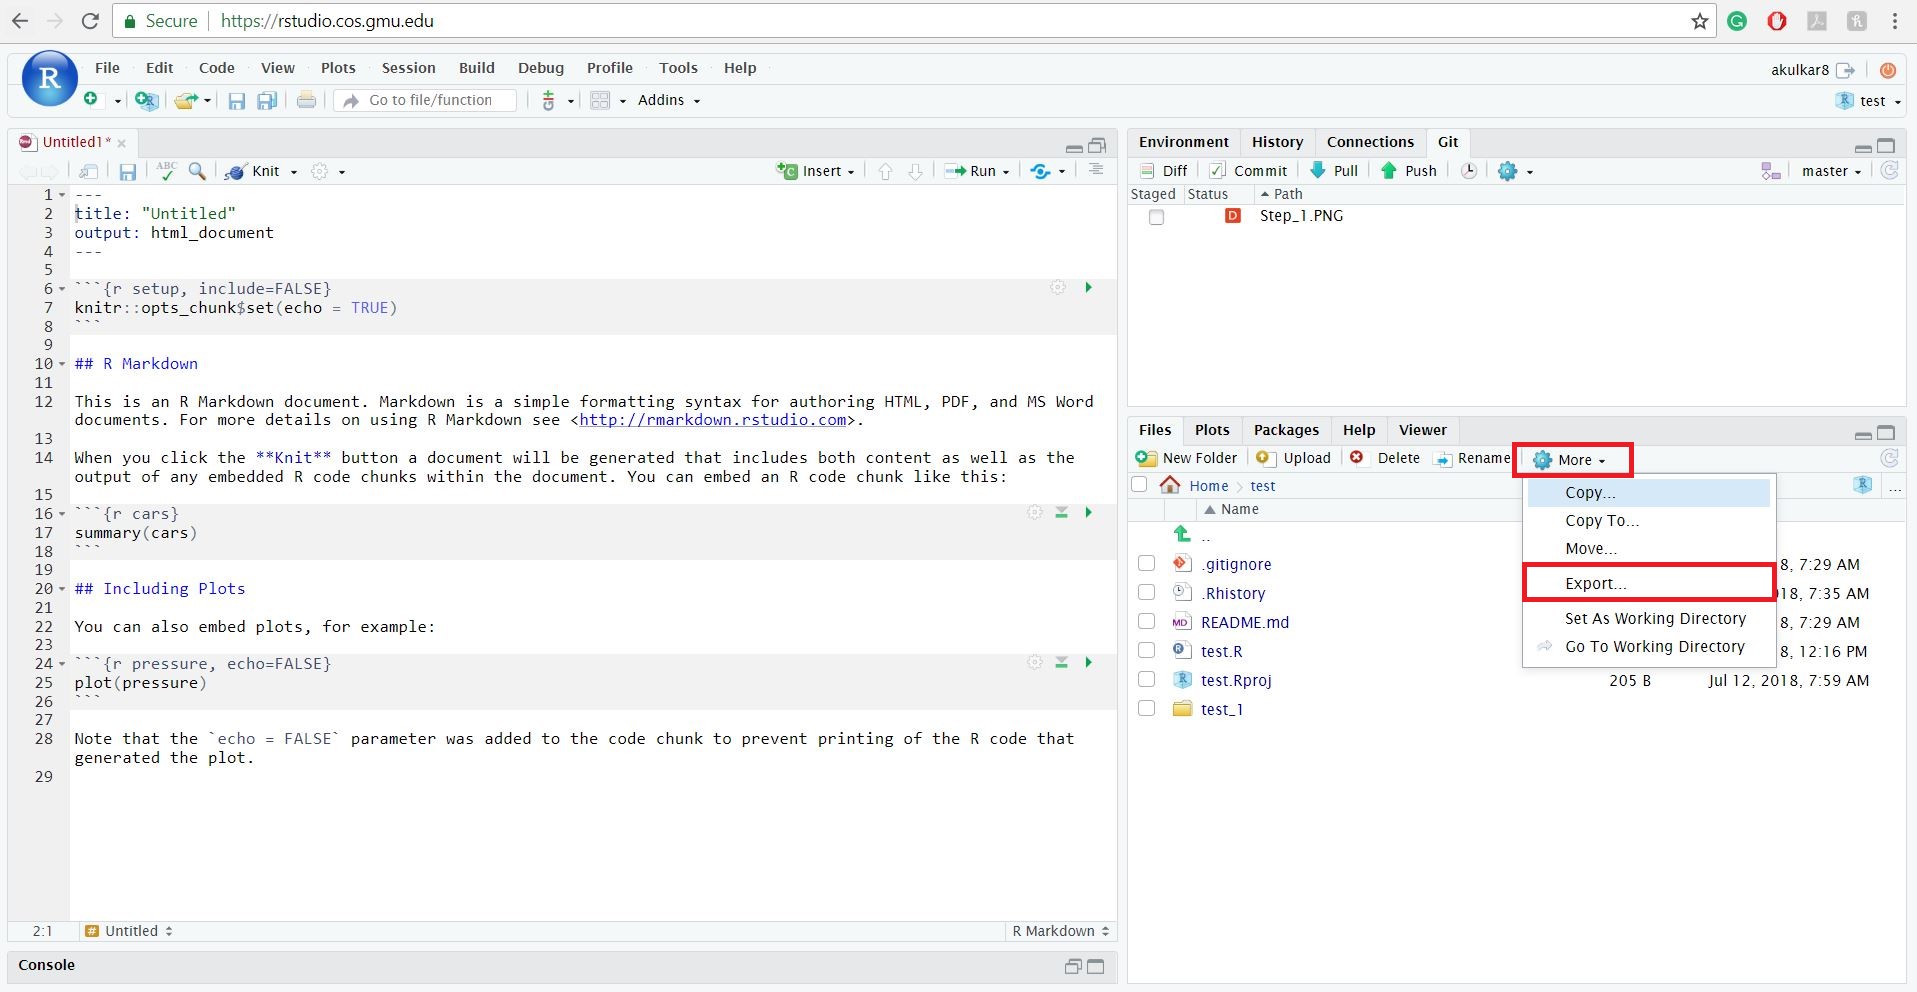 Secure https://rstudio.cos.gmu.edu
R File Edit Code View Plots Session Build Debug Profile Tools Help akulkar8
Go to file/function Addins test
Untitled1*
ABC Knit Insert Run
1 ---
2 title: "Untitled"
3 output: html_document
4 ---
5
6 ```{r setup, include=FALSE}
7 knitr::opts_chunk$set(echo = TRUE)
8 ```
9
10 ## R Markdown
11
12 This is an R Markdown document. Markdown is a simple formatting syntax for authoring HTML, PDF, and MS Word
documents. For more details on using R Markdown see <http://rmarkdown.rstudio.com>.
13
14 When you click the **Knit** button a document will be generated that includes both content as well as the
output of any embedded R code chunks within the document. You can embed an R code chunk like this:
15
16 ```{r cars}
17 summary(cars)
18 ```
19
20 ## Including Plots
21
22 You can also embed plots, for example:
23
24 ```{r pressure, echo=FALSE}
25 plot(pressure)
26 ```
27
28 Note that the `echo = FALSE` parameter was added to the code chunk to prevent printing of the R code that
generated the plot.
29
2:1 # Untitled R Markdown
Console
Environment History Connections Git
Diff Commit Pull Push master
Staged Status Path
D Step_1.PNG
Files Plots Packages Help Viewer
New Folder Upload Delete Rename More
Home test R ...
Name
..
.gitignore 8, 7:29 AM
.Rhistory 18, 7:35 AM
README.md 8, 7:29 AM
test.R 8, 12:16 PM
test.Rproj 205 B Jul 12, 2018, 7:59 AM
test_1
Copy...
Copy To...
Move...
Export...
Set As Working Directory
Go To Working Directory